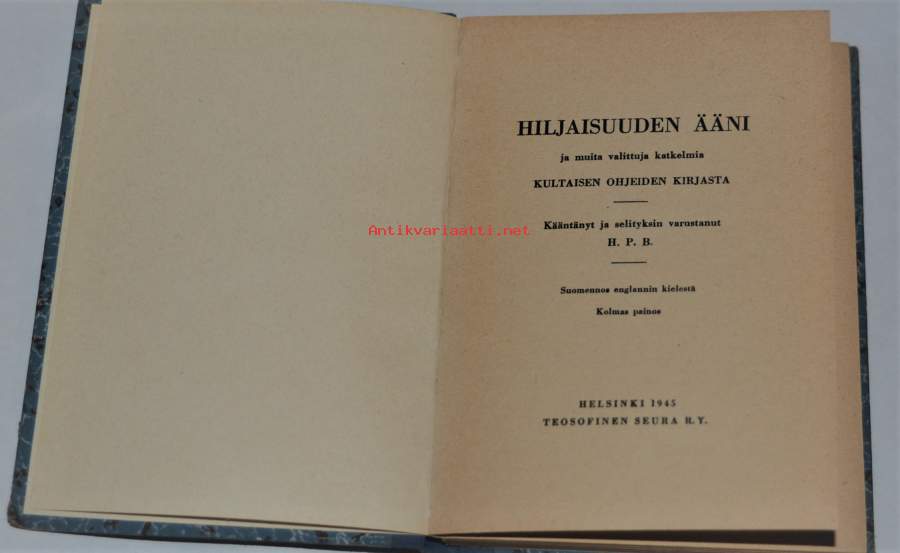 HILJAISUUDEN ÄÄNI
ja muita valittuja katkelmia
KULTAISEN OHJEIDEN KIRJASTA
Antikvariaatti.net
Kääntänyt ja selityksin varustanut
H. P. B.
Suomennos englannin kielestä
Kolmas painos
HELSINKI 1945
TEOSOFINEN SEURA R.Y.